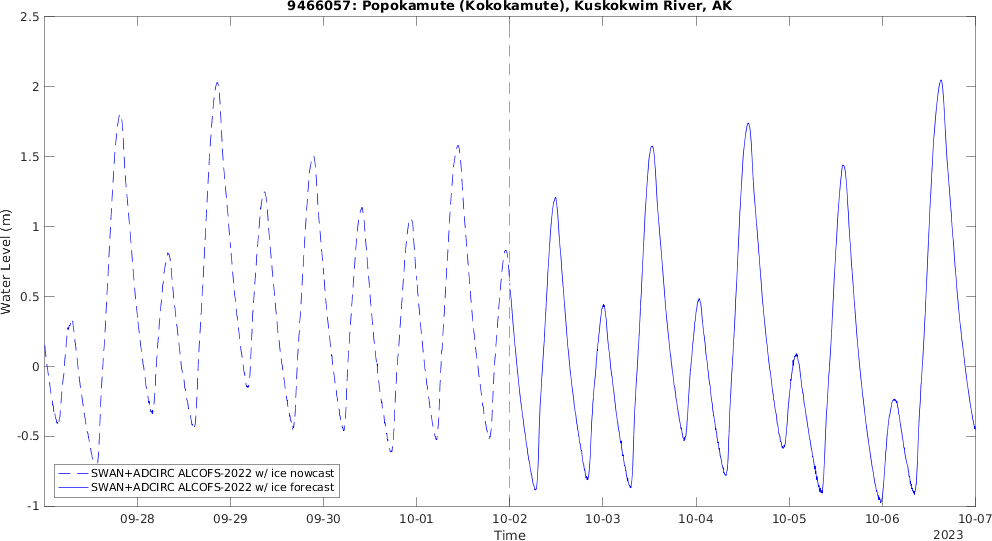 9466057: Popokamute (Kokokamute), Kuskokwim River, AK
2.5
2
1.5
1
0.5
0
-0.5
-1
Water Level (m)
SWAN+ADCIRC ALCOFS-2022 w/ ice nowcast
SWAN+ADCIRC ALCOFS-2022 w/ ice forecast
09-28 09-29 09-30 10-01 10-02 10-03 10-04 10-05 10-06 10-07
Time
2023